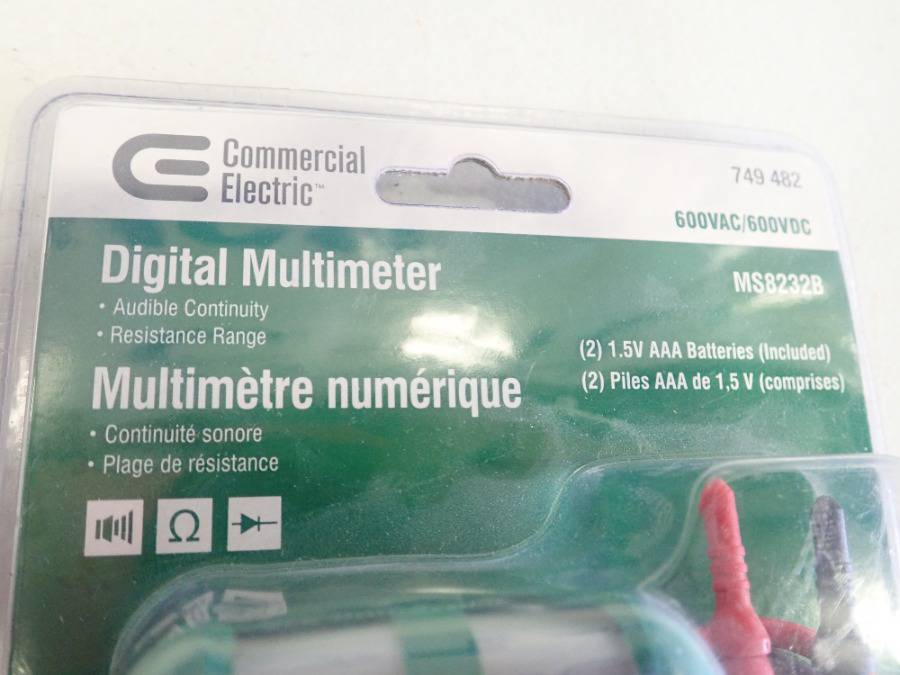 Commercial
Electric™
749 482
600VAC/600VDC
Digital Multimeter
• Audible Continuity
• Resistance Range
MS8232B
(2) 1.5V AAA Batteries (Included)
(2) Piles AAA de 1,5 V (comprises)
Multimètre numérique
• Continuité sonore
• Plage de résistance
Ω